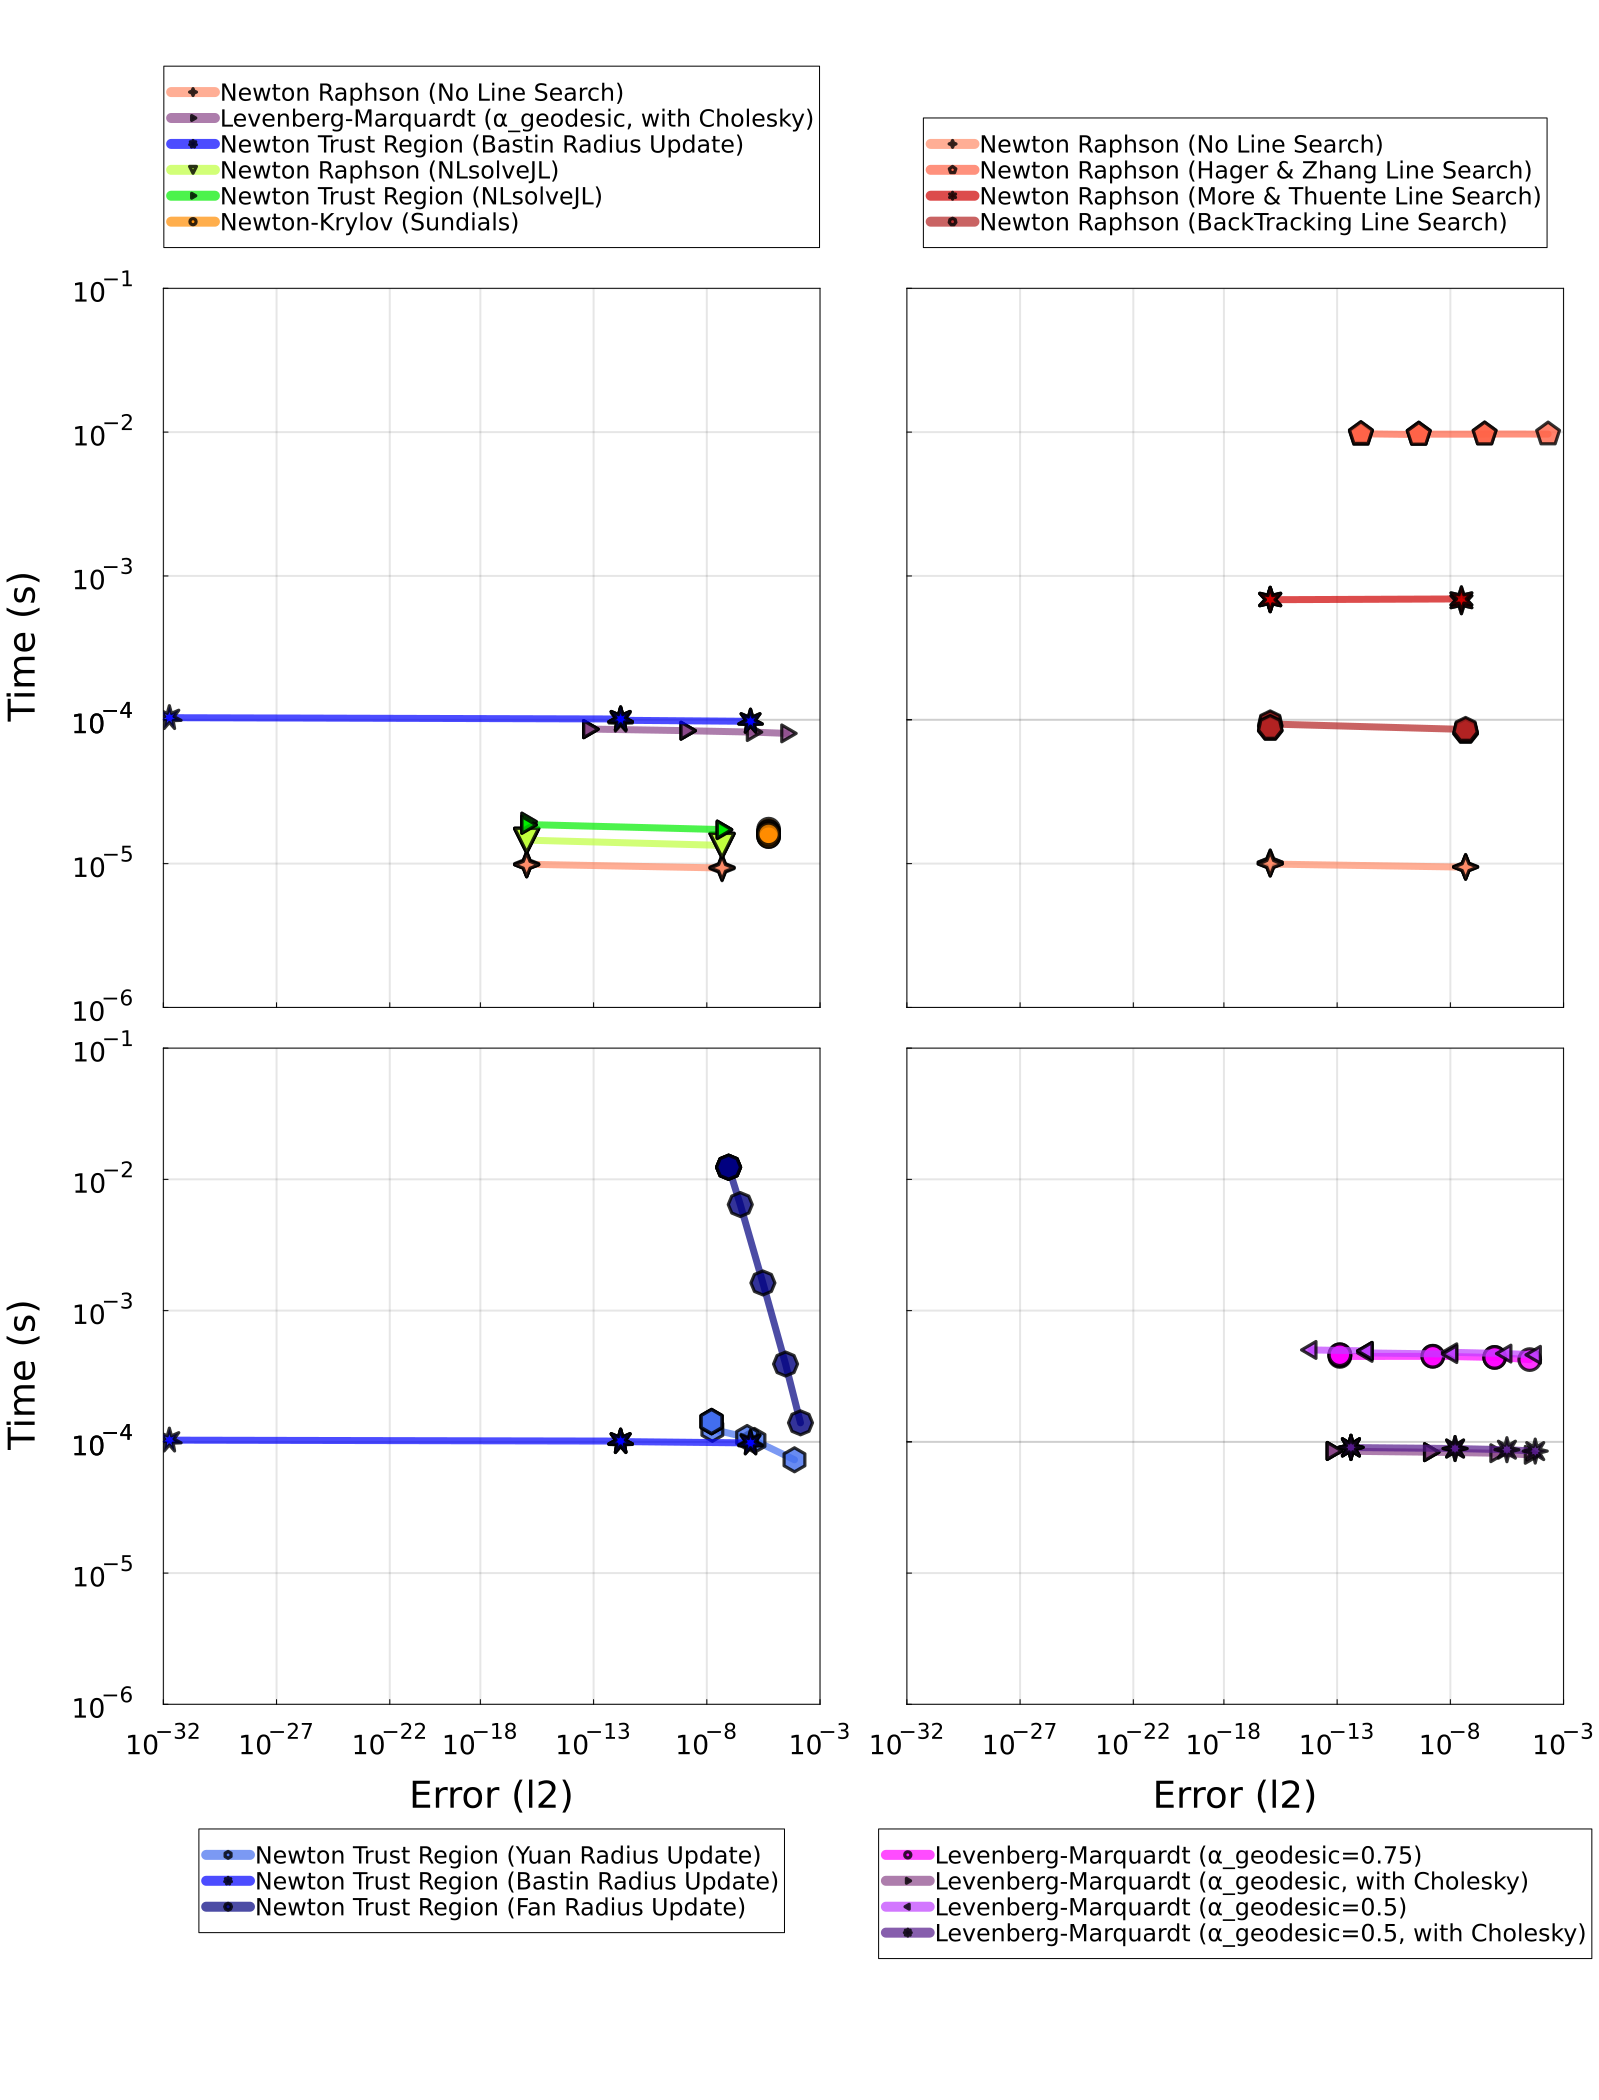 Newton Raphson (No Line Search)
Levenberg-Marquardt (α_geodesic, with Cholesky)
Newton Trust Region (Bastin Radius Update)
Newton Raphson (NLsolveJL)
Newton Trust Region (NLsolveJL)
Newton-Krylov (Sundials)
Newton Raphson (No Line Search)
Newton Raphson (Hager & Zhang Line Search)
Newton Raphson (More & Thuente Line Search)
Newton Raphson (BackTracking Line Search)
10⁻¹
10⁻²
10⁻³
10⁻⁴
10⁻⁵
10⁻⁶
Time (s)
10⁻¹
10⁻²
10⁻³
10⁻⁴
10⁻⁵
10⁻⁶
Time (s)
10⁻³² 10⁻²⁷ 10⁻²² 10⁻¹⁸ 10⁻¹³ 10⁻⁸ 10⁻³
Error (l2)
10⁻³² 10⁻²⁷ 10⁻²² 10⁻¹⁸ 10⁻¹³ 10⁻⁸ 10⁻³
Error (l2)
Newton Trust Region (Yuan Radius Update)
Newton Trust Region (Bastin Radius Update)
Newton Trust Region (Fan Radius Update)
Levenberg-Marquardt (α_geodesic=0.75)
Levenberg-Marquardt (α_geodesic, with Cholesky)
Levenberg-Marquardt (α_geodesic=0.5)
Levenberg-Marquardt (α_geodesic=0.5, with Cholesky)